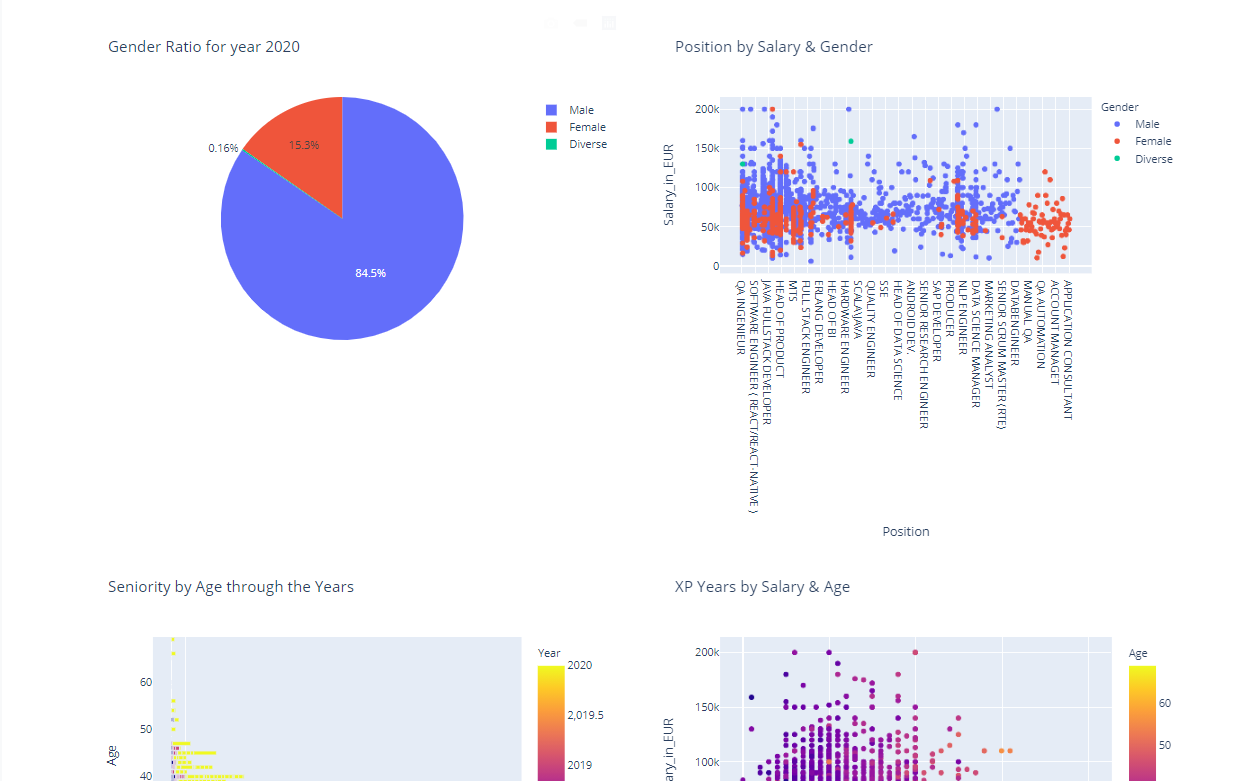 Gender Ratio for year 2020
Male
Female
Diverse
0.16%
15.3%
84.5%
Position by Salary & Gender
Gender
Male
Female
Diverse
Salary_in_EUR
200k
150k
100k
50k
0
QA INGENIEUR
SOFTWARE ENGINEER ( REACT/REACT-NATIVE )
JAVA FULLSTACK DEVELOPER
HEAD OF PRODUCT
MTS
FULL STACK ENGINEER
ERLANG DEVELOPER
HEAD OF BI
HARDWARE ENGINEER
SCALA/JAVA
QUALITY ENGINEER
SSE
HEAD OF DATA SCIENCE
ANDROID DEV.
SENIOR RESEARCH ENGINEER
SAP DEVELOPER
PRODUCER
NLP ENGINEER
DATA SCIENCE MANAGER
MARKETING ANALYST
SENIOR SCRUM MASTER (RTE)
DATABENGINEER
MANUAL QA
QA AUTOMATION
ACCOUNT MANAGET
APPLICATION CONSULTANT
Position
Seniority by Age through the Years
Age
60
50
40
Year
2020
2,019.5
2019
XP Years by Salary & Age
ary_in_EUR
200k
150k
100k
Age
60
50